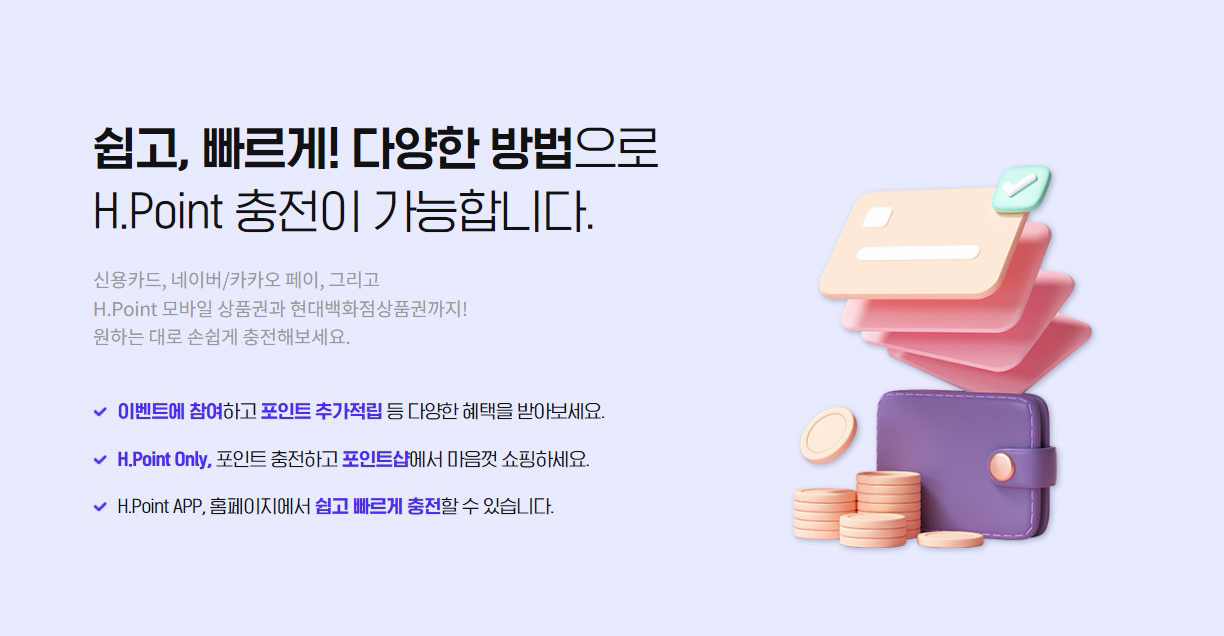 쉽고, 빠르게! 다양한 방법으로
H.Point 충전이 가능합니다.
신용카드, 네이버/카카오 페이, 그리고
H.Point 모바일 상품권과 현대백화점상품권까지!
원하는 대로 손쉽게 충전해보세요.
이벤트에 참여하고 포인트 추가적립 등 다양한 혜택을 받아보세요.
H.Point Only, 포인트 충전하고 포인트샵에서 마음껏 쇼핑하세요.
H.Point APP, 홈페이지에서 쉽고 빠르게 충전할 수 있습니다.